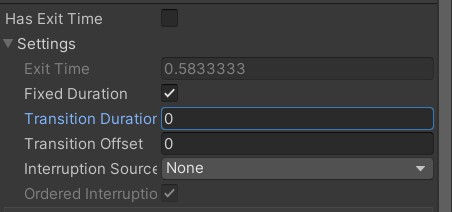 Has Exit Time
Settings
Exit Time 0.5833333
Fixed Duration
Transition Duration 0
Transition Offset 0
Interruption Source None
Ordered Interruptio